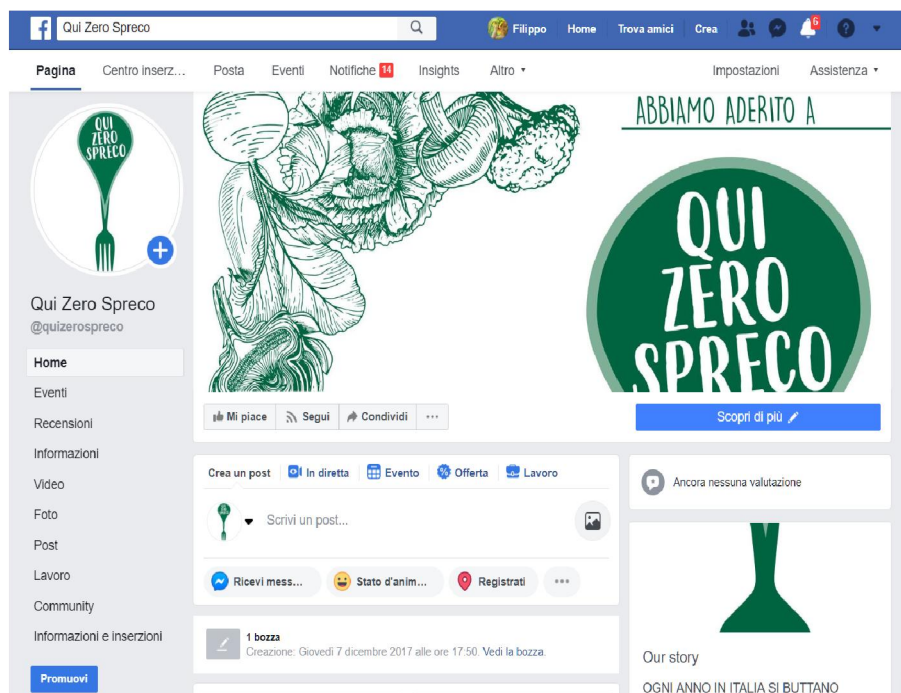 Qui Zero Spreco
Filippo Home Trova amici Crea 6
Pagina Centro inserz... Posta Eventi Notifiche 14 Insights Altro Impostazioni Assistenza
QUI
ZERO
SPRECO
Qui Zero Spreco
@quizerospreco
Home
Eventi
Recensioni
Informazioni
Video
Foto
Post
Lavoro
Community
Informazioni e inserzioni
Promuovi
ABBIAMO ADERITO A
QUI
ZERO
SPRECO
Mi piace Segui Condividi ...
Scopri di più
Crea un post In diretta Evento Offerta Lavoro
Scrivi un post...
Ricevi mess... Stato d'anim... Registrati ...
1 bozza
Creazione: Giovedì 7 dicembre 2017 alle ore 17:50. Vedi la bozza.
Ancora nessuna valutazione
Our story
OGNI ANNO IN ITALIA SI BUTTANO